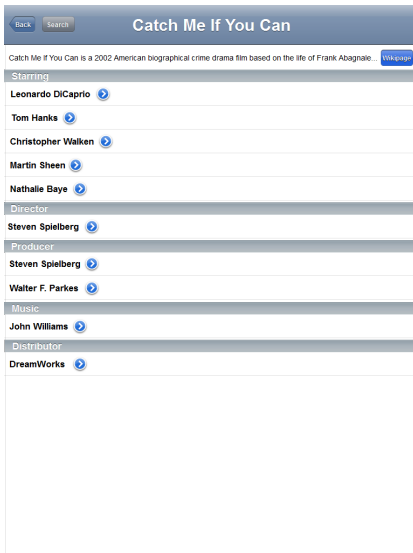 Back
Search
Catch Me If You Can
Catch Me If You Can is a 2002 American biographical crime drama film based on the life of Frank Abagnale...
Wikipage
Starring
Leonardo DiCaprio
Tom Hanks
Christopher Walken
Martin Sheen
Nathalie Baye
Director
Steven Spielberg
Producer
Steven Spielberg
Walter F. Parkes
Music
John Williams
Distributor
DreamWorks